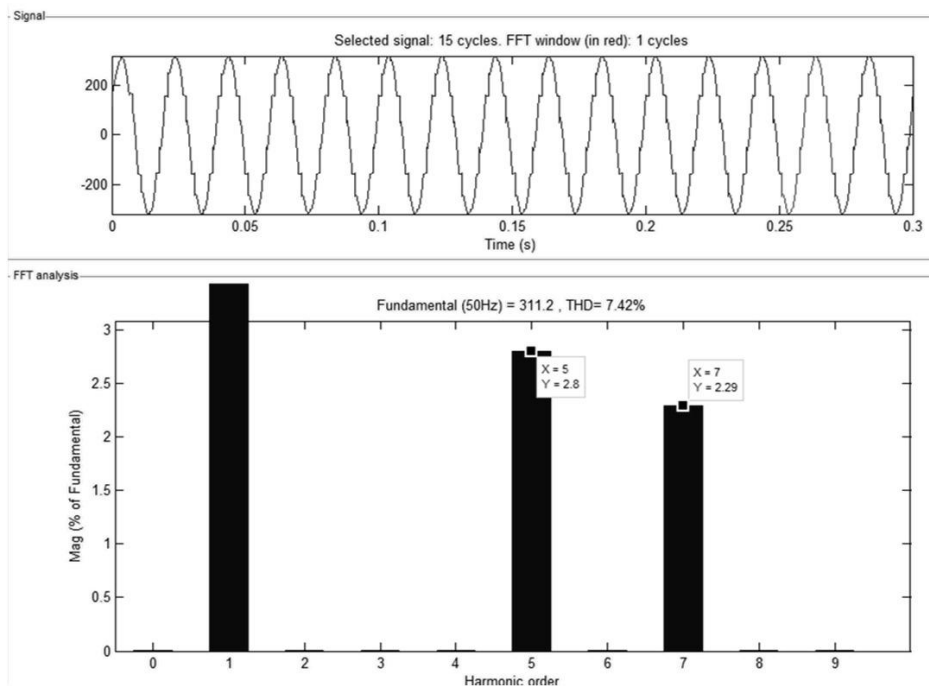 Signal
Selected signal: 15 cycles. FFT window (in red): 1 cycles
200
0
-200
0
0.05
0.1
0.15
0.2
0.25
0.3
Time (s)
FFT analysis
Fundamental (50Hz) = 311.2 , THD= 7.42%
3
2.5
2
1.5
1
0.5
0
Mag (% of Fundamental)
X = 5
Y = 2.8
X = 7
Y = 2.29
0
1
2
3
4
5
6
7
8
9
Harmonic order